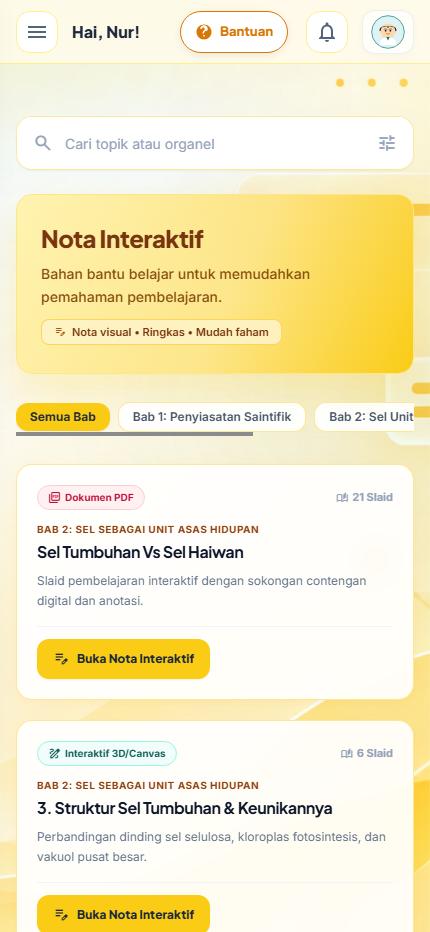 Hai, Nur!
Bantuan
Cari topik atau organel
Nota Interaktif
Bahan bantu belajar untuk memudahkan
pemahaman pembelajaran.
Nota visual • Ringkas • Mudah faham
Semua Bab
Bab 1: Penyiasatan Saintifik
Bab 2: Sel Unit
Dokumen PDF
21 Slaid
BAB 2: SEL SEBAGAI UNIT ASAS HIDUPAN
Sel Tumbuhan Vs Sel Haiwan
Slaid pembelajaran interaktif dengan sokongan contengan
digital dan anotasi.
Buka Nota Interaktif
Interaktif 3D/Canvas
6 Slaid
BAB 2: SEL SEBAGAI UNIT ASAS HIDUPAN
3. Struktur Sel Tumbuhan & Keunikannya
Perbandingan dinding sel selulosa, kloroplas fotosintesis, dan
vakuol pusat besar.
Buka Nota Interaktif